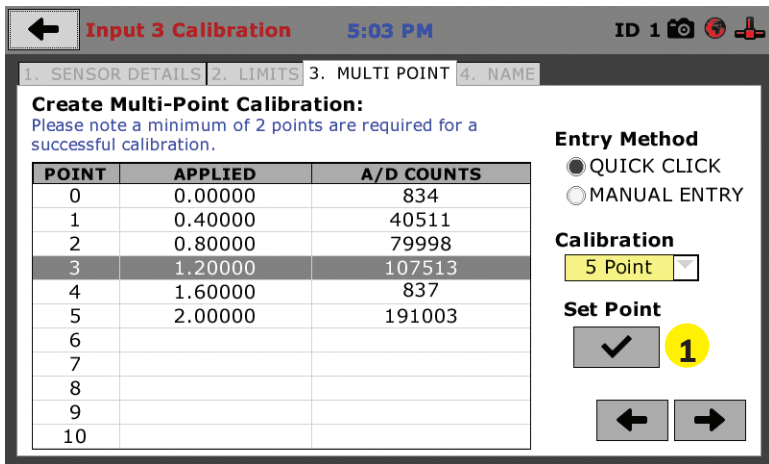 Input 3 Calibration 5:03 PM ID 1
1. SENSOR DETAILS 2. LIMITS 3. MULTI POINT 4. NAME
Create Multi-Point Calibration:
Please note a minimum of 2 points are required for a
successful calibration.
POINT APPLIED A/D COUNTS
0 0.00000 834
1 0.40000 40511
2 0.80000 79998
3 1.20000 107513
4 1.60000 837
5 2.00000 191003
6
7
8
9
10
Entry Method
QUICK CLICK
MANUAL ENTRY
Calibration
5 Point
Set Point
1